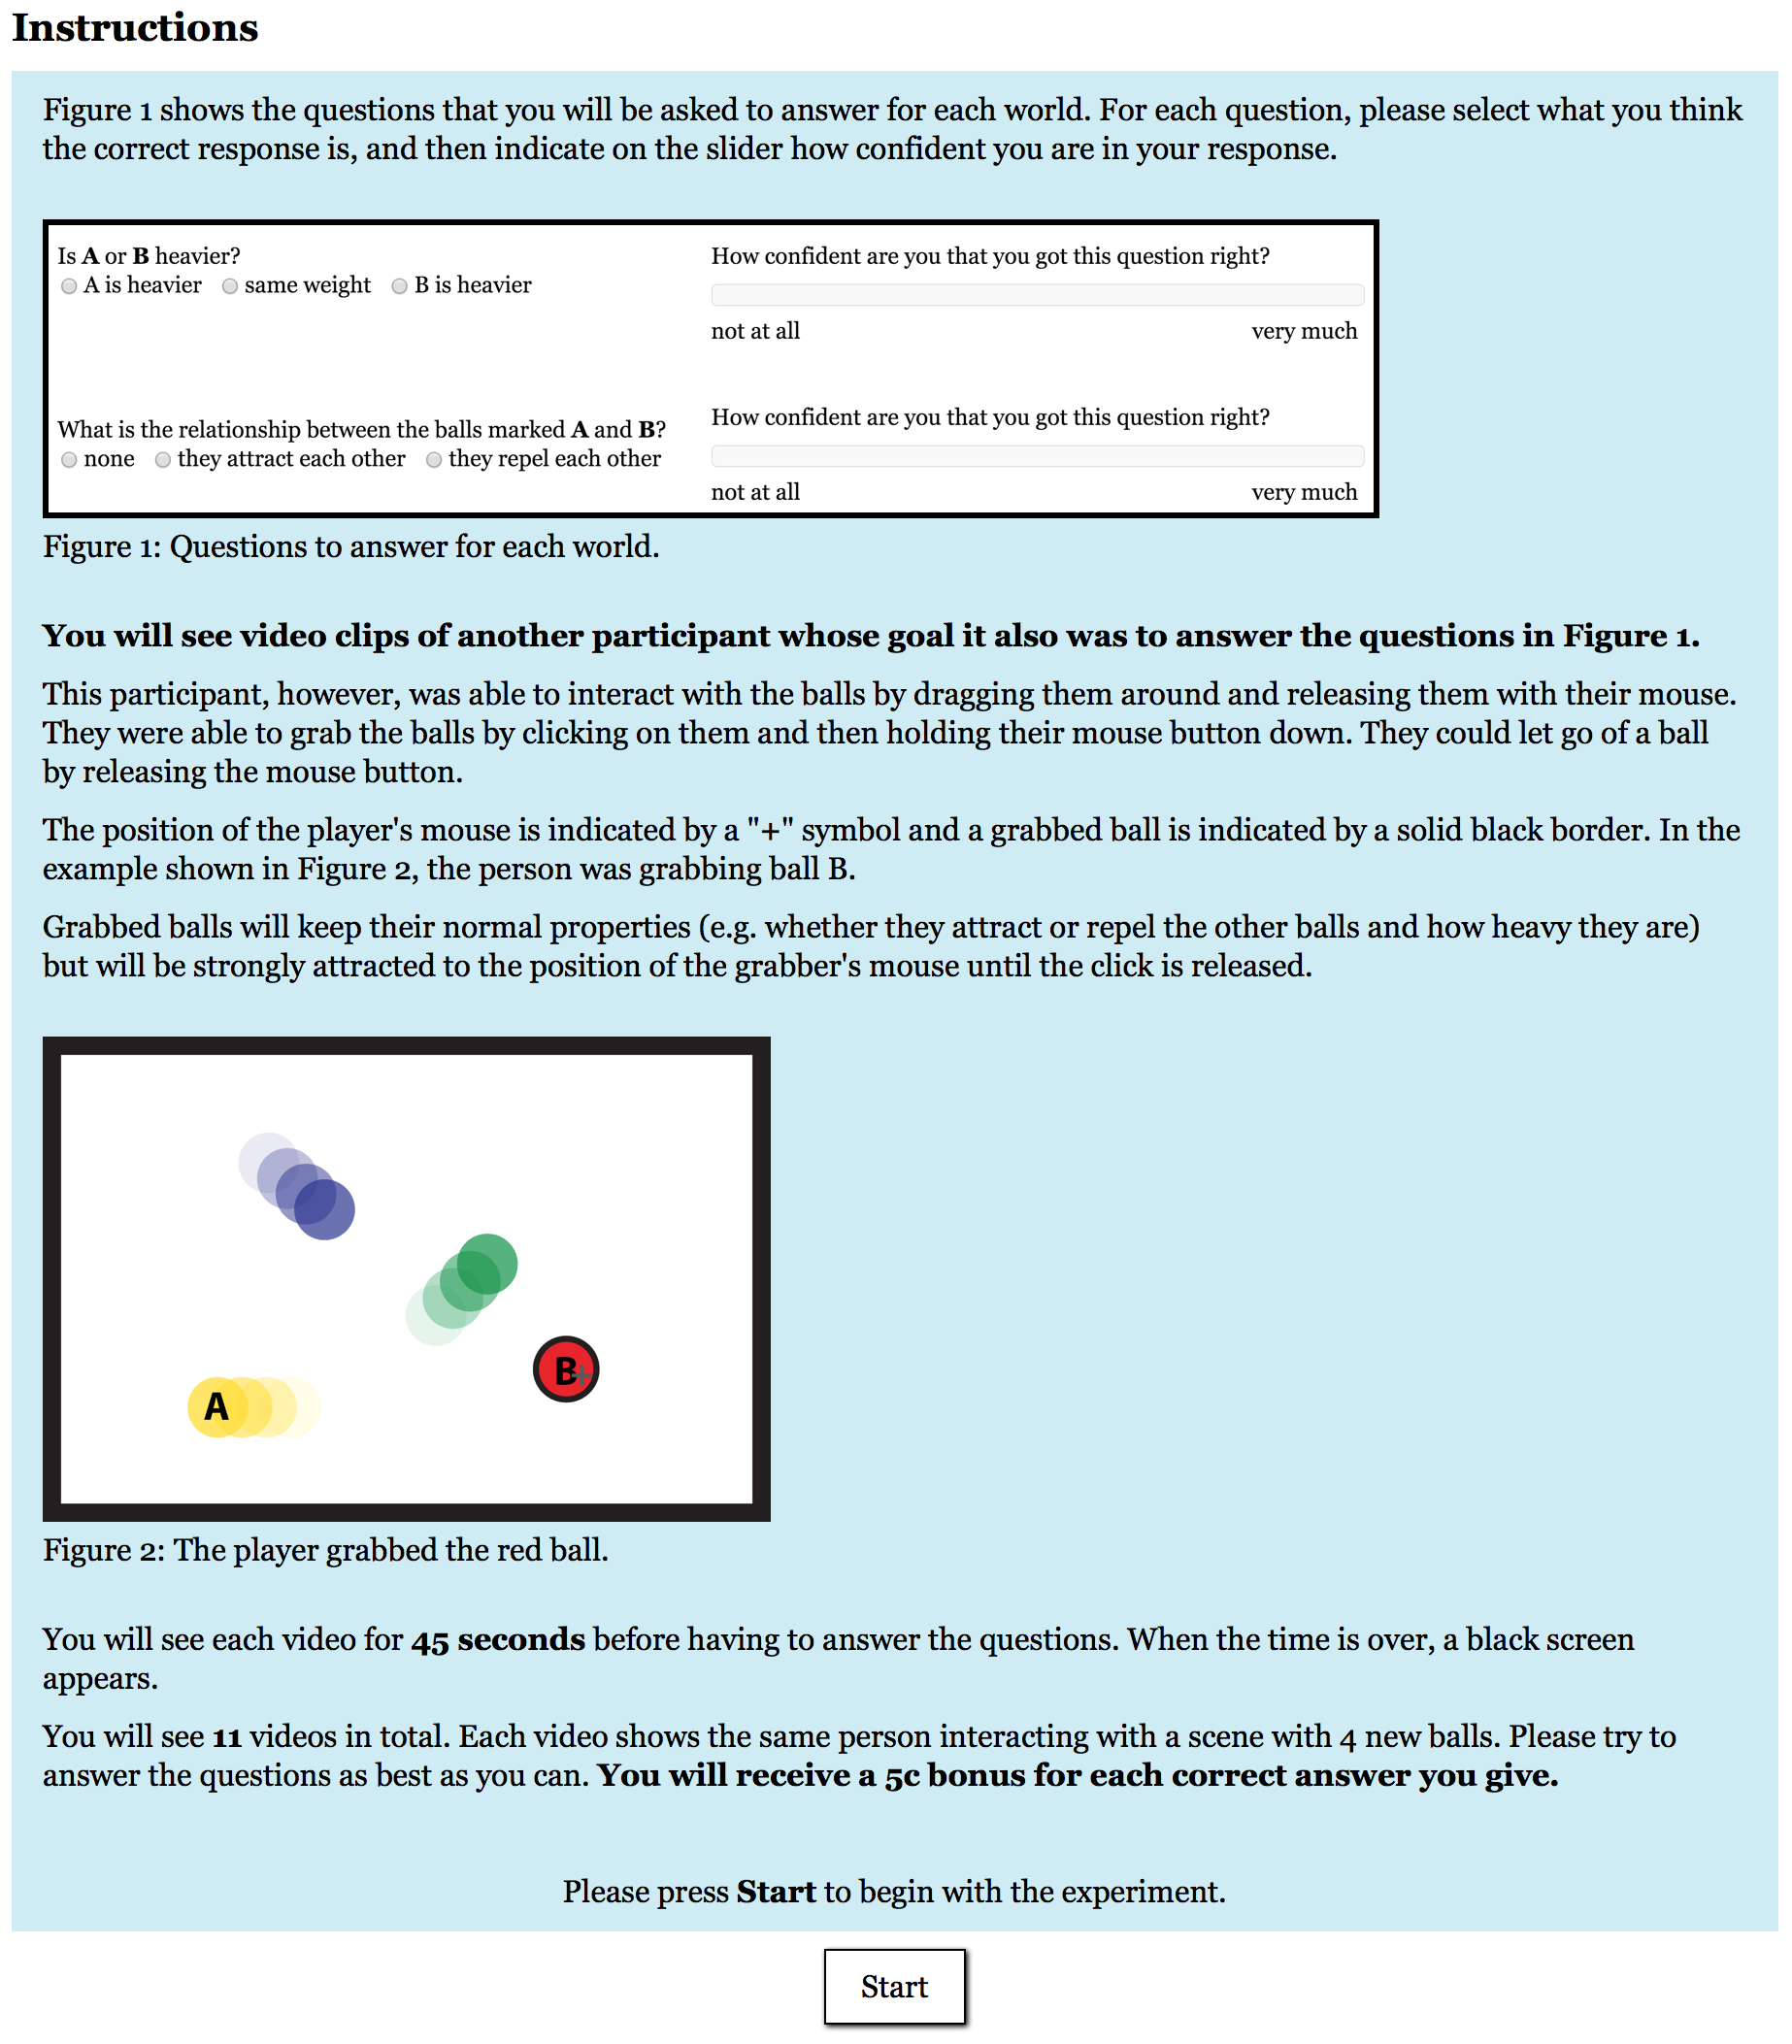 Instructions
Figure 1 shows the questions that you will be asked to answer for each world. For each question, please select what you think
the correct response is, and then indicate on the slider how confident you are in your response.
Is A or B heavier?
A is heavier same weight B is heavier
How confident are you that you got this question right?
not at all very much
What is the relationship between the balls marked A and B?
none they attract each other they repel each other
How confident are you that you got this question right?
not at all very much
Figure 1: Questions to answer for each world.
You will see video clips of another participant whose goal it also was to answer the questions in Figure 1.
This participant, however, was able to interact with the balls by dragging them around and releasing them with their mouse.
They were able to grab the balls by clicking on them and then holding their mouse button down. They could let go of a ball
by releasing the mouse button.
The position of the player's mouse is indicated by a "+" symbol and a grabbed ball is indicated by a solid black border. In the
example shown in Figure 2, the person was grabbing ball B.
Grabbed balls will keep their normal properties (e.g. whether they attract or repel the other balls and how heavy they are)
but will be strongly attracted to the position of the grabber's mouse until the click is released.
B+
A
Figure 2: The player grabbed the red ball.
You will see each video for 45 seconds before having to answer the questions. When the time is over, a black screen
appears.
You will see 11 videos in total. Each video shows the same person interacting with a scene with 4 new balls. Please try to
answer the questions as best as you can. You will receive a 5c bonus for each correct answer you give.
Please press Start to begin with the experiment.
Start